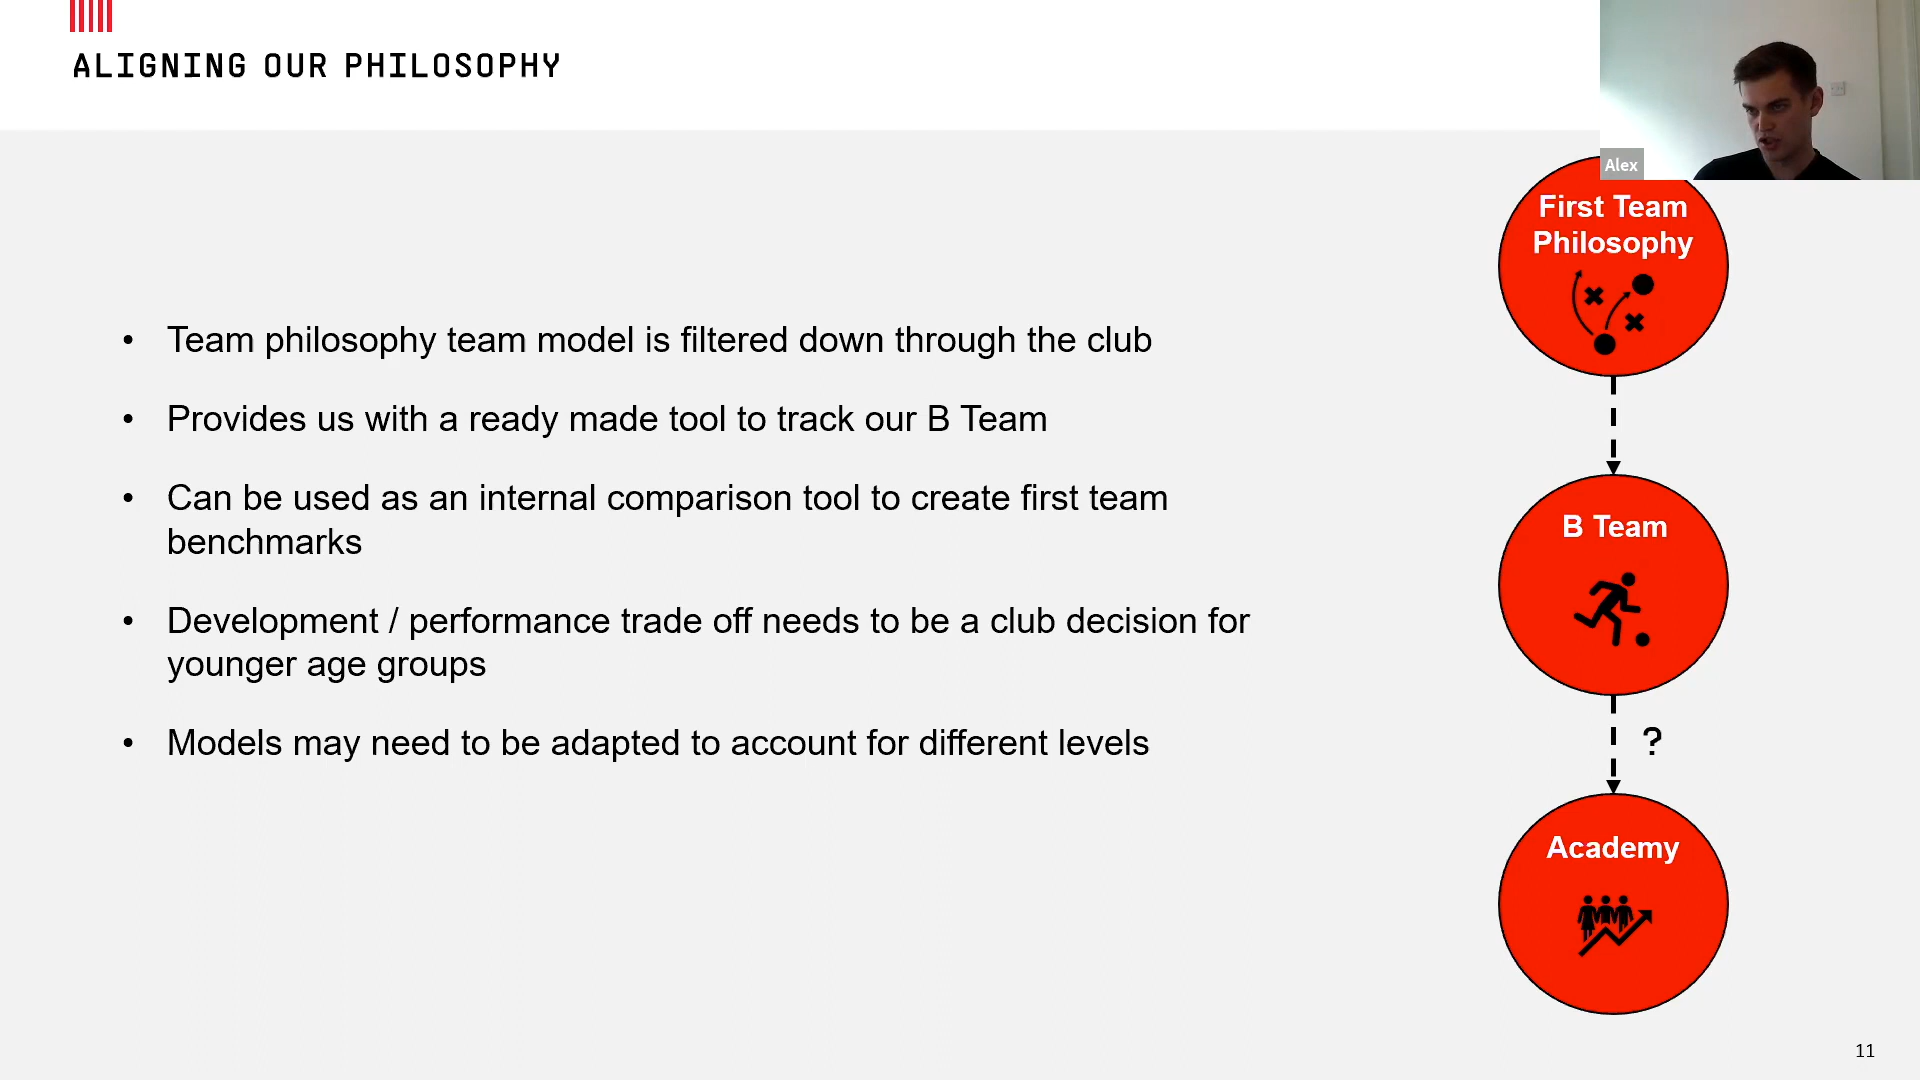 ALIGNING OUR PHILOSOPHY
Alex
First Team
Philosophy
• Team philosophy team model is filtered down through the club
• Provides us with a ready made tool to track our B Team
• Can be used as an internal comparison tool to create first team
benchmarks
• Development / performance trade off needs to be a club decision for
younger age groups
• Models may need to be adapted to account for different levels
B Team
?
Academy
11